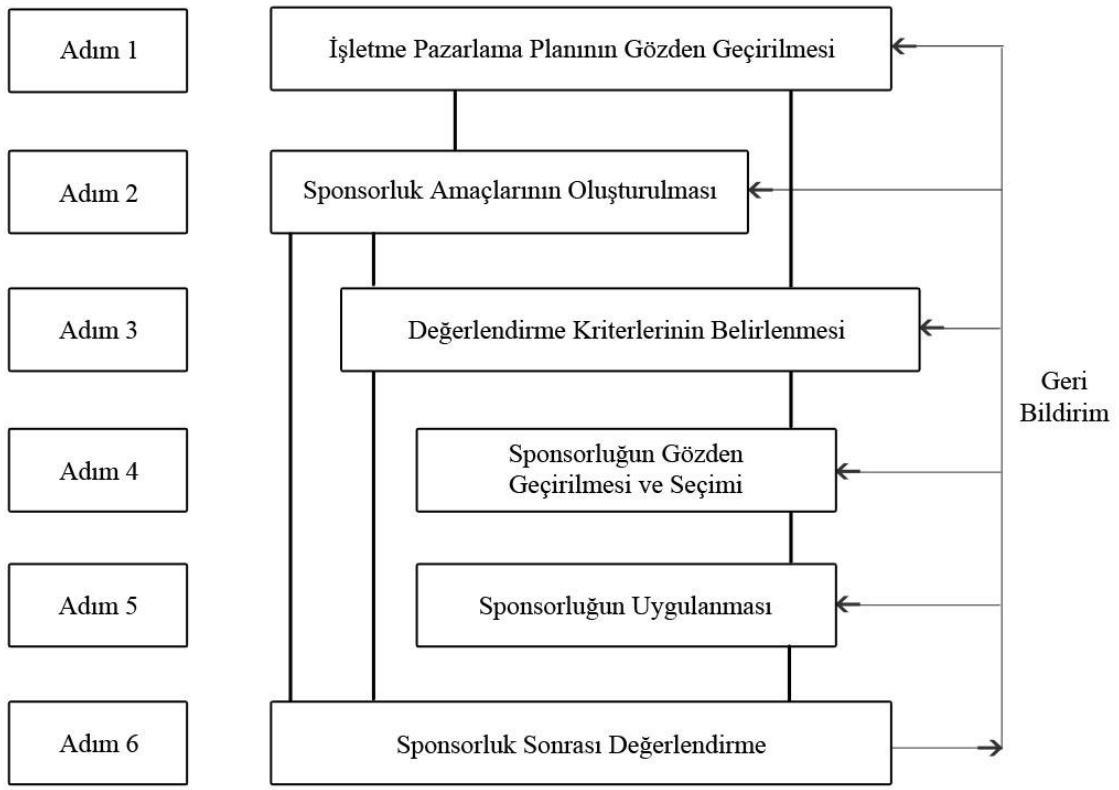 Adım 1
İşletme Pazarlama Planının Gözden Geçirilmesi
Adım 2
Sponsorluk Amaçlarının Oluşturulması
Adım 3
Değerlendirme Kriterlerinin Belirlenmesi
Geri
Bildirim
Adım 4
Sponsorluğun Gözden
Geçirilmesi ve Seçimi
Adım 5
Sponsorluğun Uygulanması
Adım 6
Sponsorluk Sonrası Değerlendirme